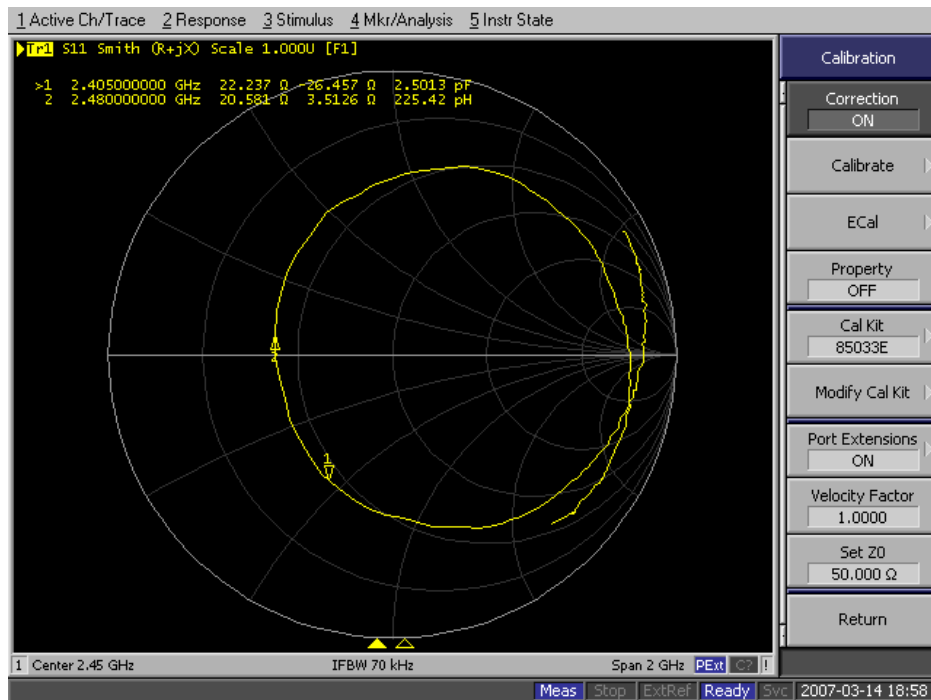 1 Active Ch/Trace 2 Response 3 Stimulus 4 Mkr/Analysis 5 Instr State
Tr1 S11 Smith (R+jX) Scale 1.000U [F1]
>1 2.405000000 GHz 22.237 Ω -26.457 Ω 2.5013 pF
2 2.480000000 GHz 20.581 Ω 3.5126 Ω 225.42 pH
1
Calibration
Correction
ON
Calibrate
ECal
Property
OFF
Cal Kit
85033E
Modify Cal Kit
Port Extensions
ON
Velocity Factor
1.0000
Set Z0
50.000 Ω
Return
1 Center 2.45 GHz IFBW 70 kHz Span 2 GHz PExt C? !
Meas Stop ExtRef Ready Svc 2007-03-14 18:58